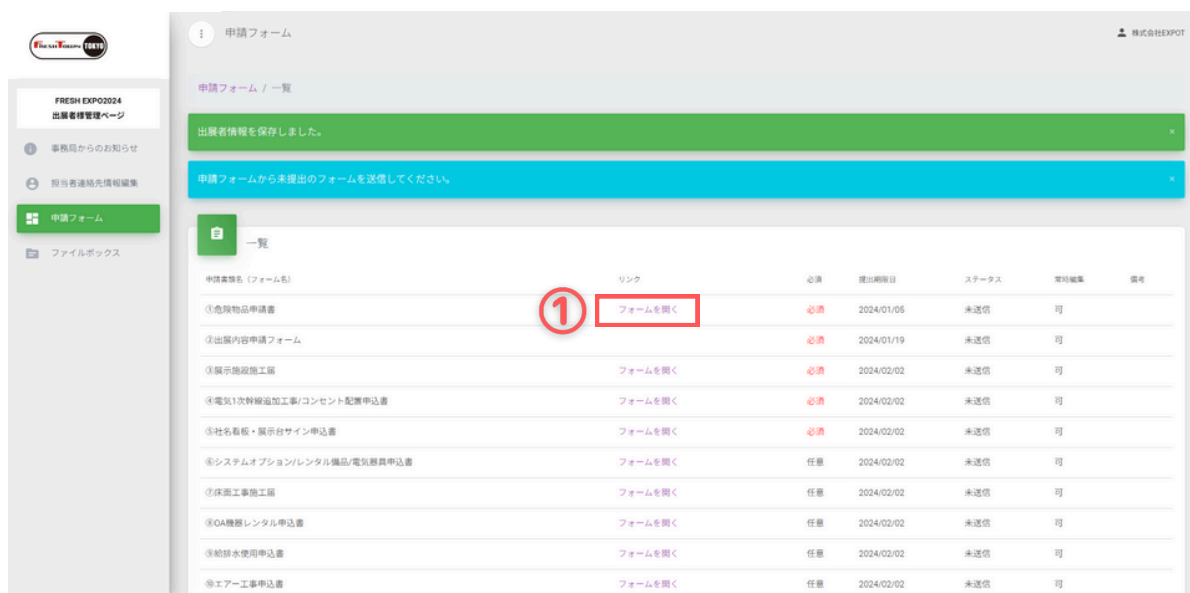 FRESH TOWN TOKYO
⋮ 申請フォーム
株式会社EXPOT
FRESH EXPO2024
出展者様管理ページ
事務局からのお知らせ
担当者連絡先情報編集
申請フォーム
ファイルボックス
申請フォーム / 一覧
出展者情報を保存しました。 ×
申請フォームから未提出のフォームを送信してください。 ×
一覧
申請書類名（フォーム名） リンク 必須 提出期限日 ステータス 常時編集 備考
①危険物品申請書 ① フォームを開く 必須 2024/01/05 未送信 可
②出展内容申請フォーム 必須 2024/01/19 未送信 可
③展示施設施工届 フォームを開く 必須 2024/02/02 未送信 可
④電気1次幹線追加工事/コンセント配置申込書 フォームを開く 必須 2024/02/02 未送信 可
⑤社名看板・展示台サイン申込書 フォームを開く 必須 2024/02/02 未送信 可
⑥システムオプション/レンタル備品/電気器具申込書 フォームを開く 任意 2024/02/02 未送信 可
⑦床面工事施工届 フォームを開く 任意 2024/02/02 未送信 可
⑧OA機器レンタル申込書 フォームを開く 任意 2024/02/02 未送信 可
⑨給排水使用申込書 フォームを開く 任意 2024/02/02 未送信 可
⑩エアー工事申込書 フォームを開く 任意 2024/02/02 未送信 可